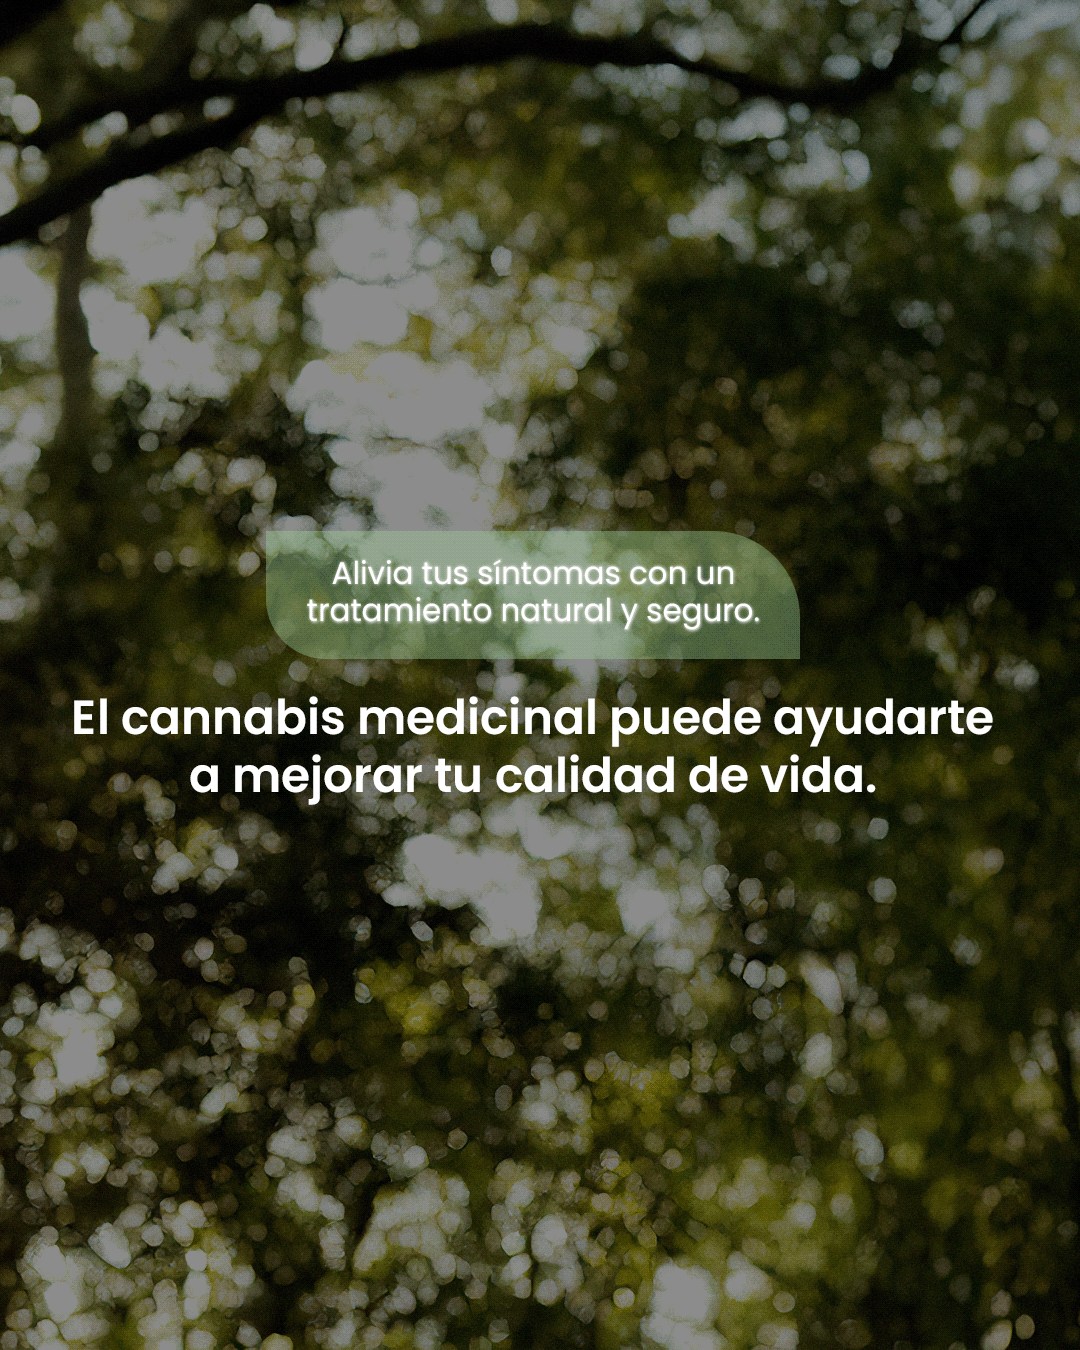 Alivia tus síntomas con un
tratamiento natural y seguro.
El cannabis medicinal puede ayudarte
a mejorar tu calidad de vida.